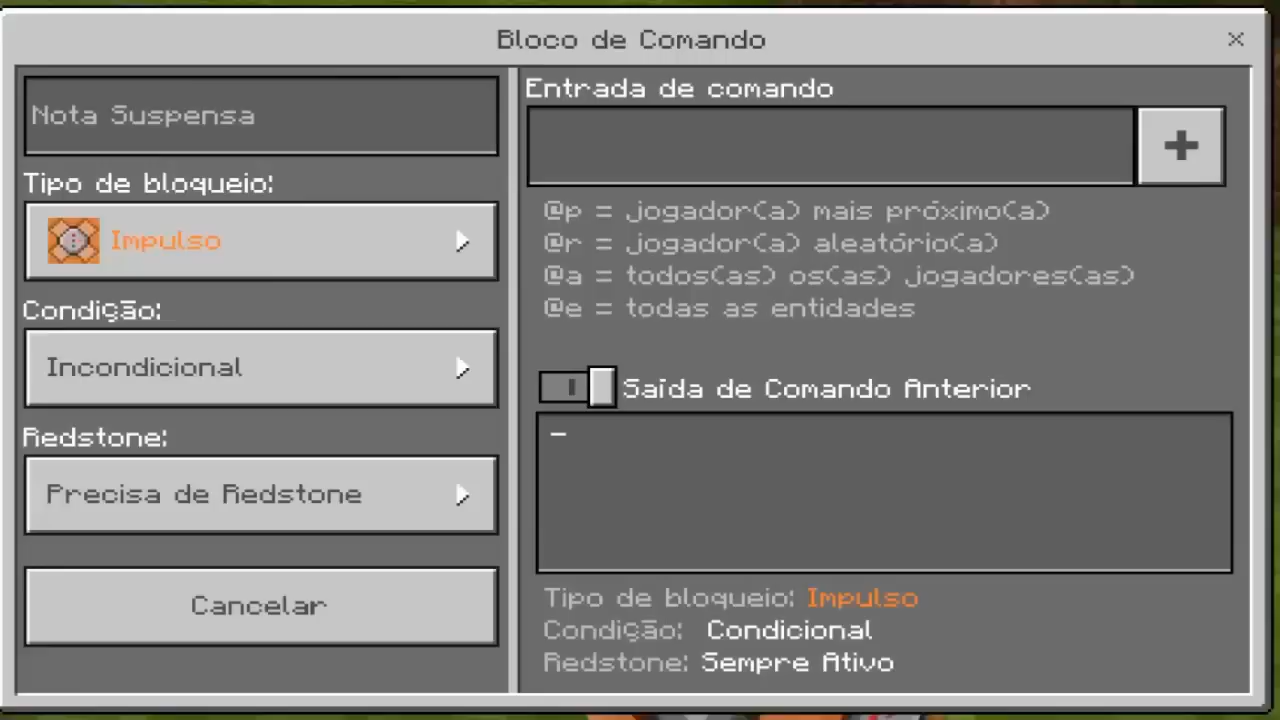 Bloco de Comando
Nota Suspensa
Tipo de bloqueio:
Impulso
Condição:
Incondicional
Redstone:
Precisa de Redstone
Cancelar
Entrada de comando
@p = jogador(a) mais próximo(a)
@r = jogador(a) aleatório(a)
@a = todos(as) os(as) jogadores(as)
@e = todas as entidades
Saída de Comando Anterior
-
Tipo de bloqueio: Impulso
Condição: Condicional
Redstone: Sempre Ativo